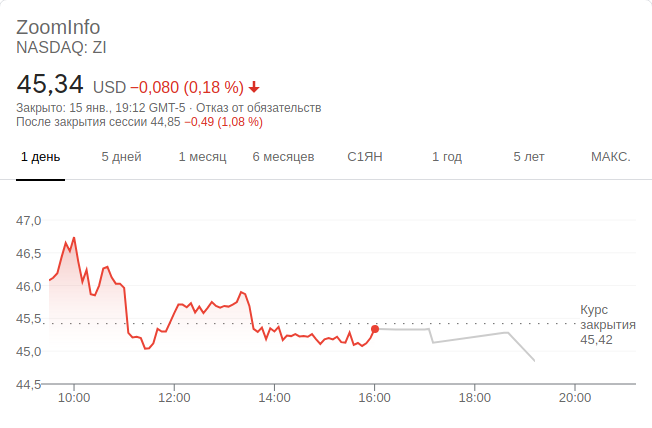 ZoomInfo
NASDAQ: ZI
45,34 USD −0,080 (0,18 %)
Закрыто: 15 янв., 19:12 GMT-5 · Отказ от обязательств
После закрытия сессии 44,85 −0,49 (1,08 %)
1 день 5 дней 1 месяц 6 месяцев С1ЯН 1 год 5 лет МАКС.
47,0
46,5
46,0
45,5
45,0
44,5
Курс
закрытия
45,42
10:00 12:00 14:00 16:00 18:00 20:00